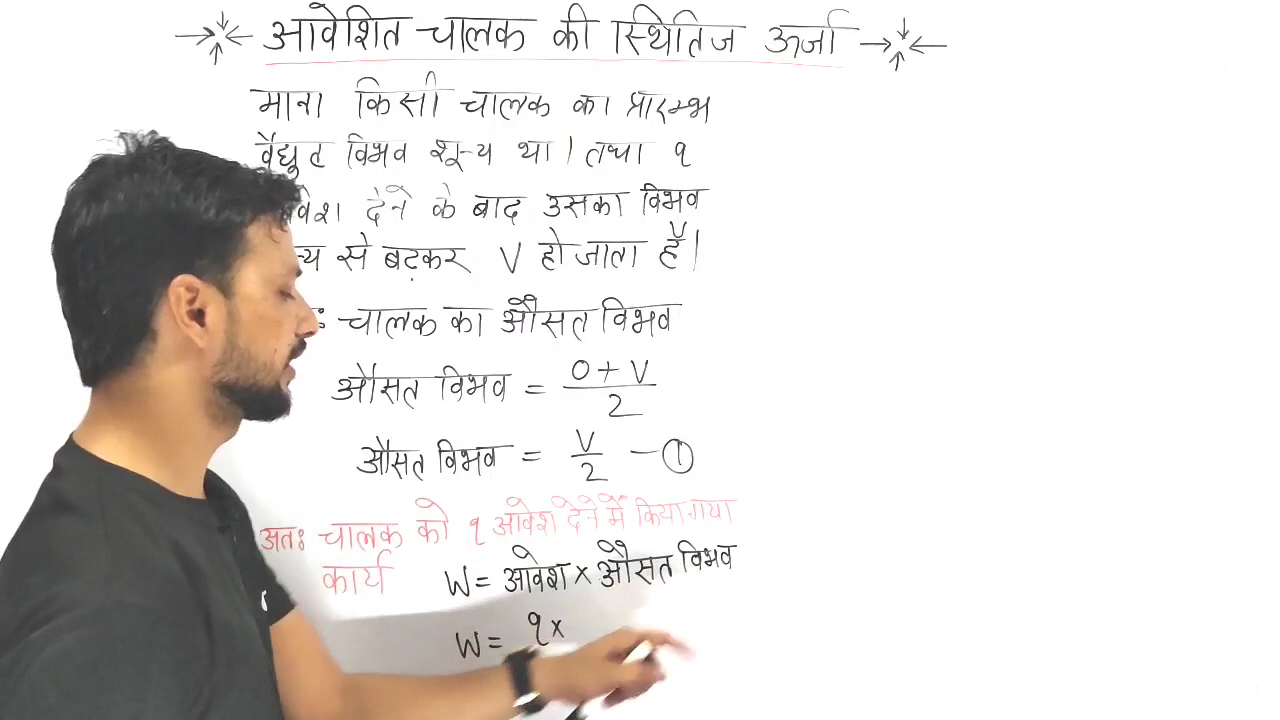 आवेशित चालक की स्थितिज ऊर्जा
माना किसी चालक का प्रारम्भ
वैद्युत विभव शून्य था। तथा q
देने के बाद उसका विभव
से बढ़कर V हो जाता है।
चालक का औसत विभव
औसत विभव = 0+V/2
औसत विभव = V/2 —①
अतः चालक को q आवेश देने में किया गया
कार्य W = आवेश × औसत विभव
W = q×